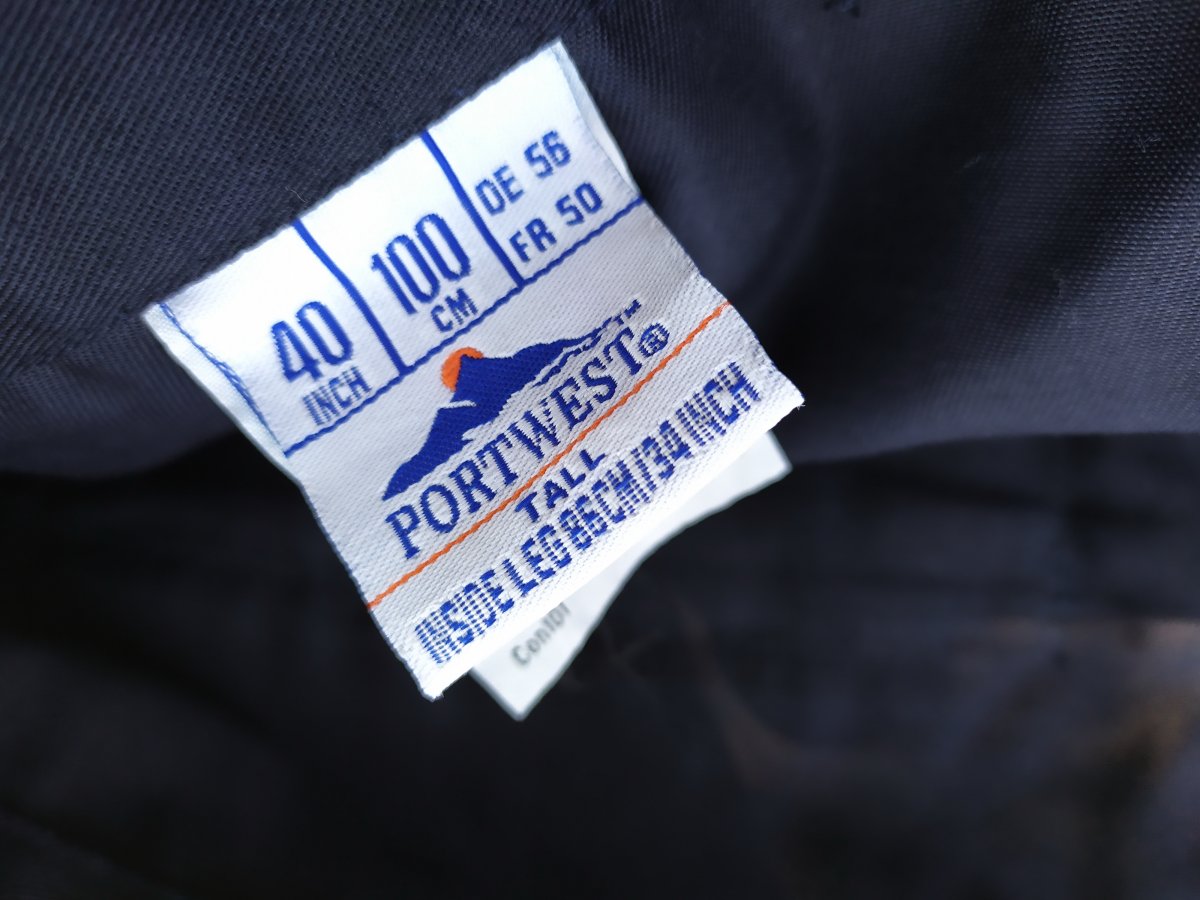 40
INCH
100
CM
DE 56
FR 50
PORTWEST®
TALL
INSIDE LEG 86CM/34 INCH